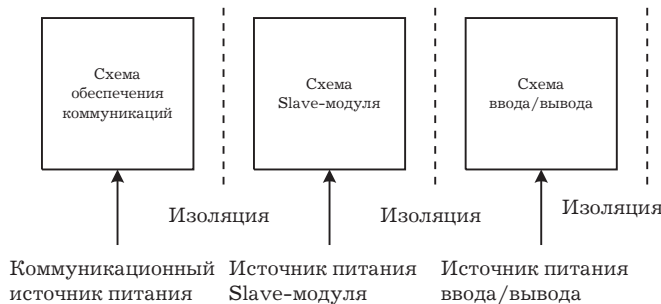 Схема
обеспечения
коммуникаций
Схема
Slave-модуля
Схема
ввода/вывода
Изоляция
Изоляция
Изоляция
Коммуникационный
источник питания
Источник питания
Slave-модуля
Источник питания
ввода/вывода